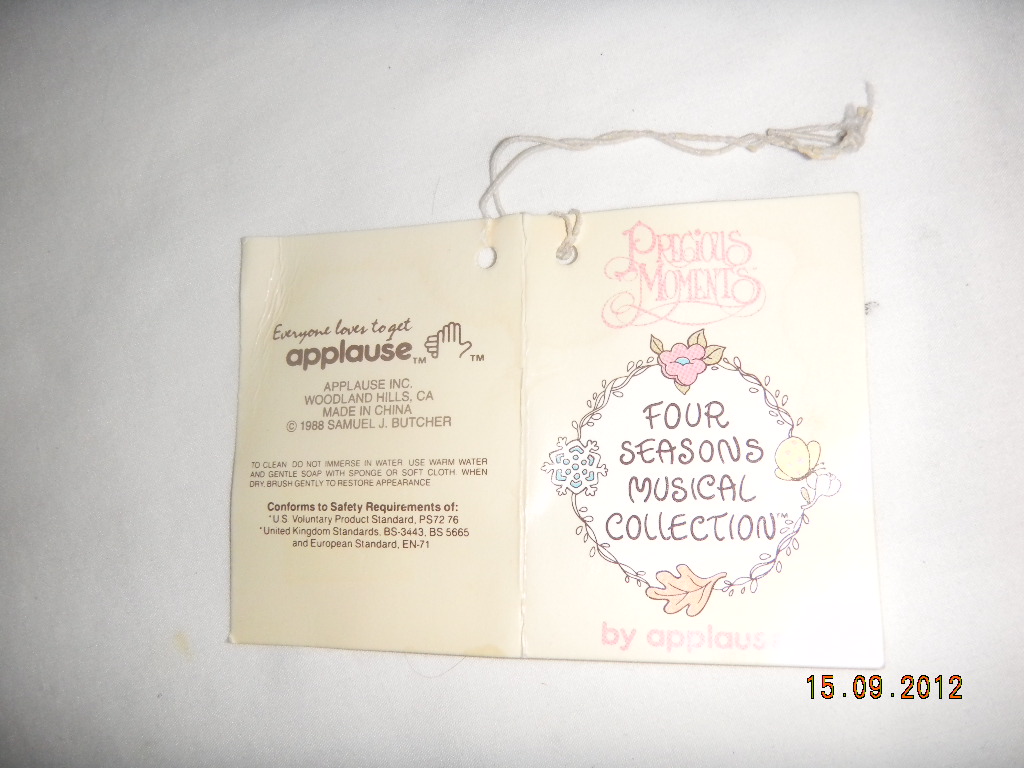 Everyone loves to get
applause™ ™
APPLAUSE INC.
WOODLAND HILLS, CA
MADE IN CHINA
© 1988 SAMUEL J. BUTCHER
TO CLEAN DO NOT IMMERSE IN WATER USE WARM WATER
AND GENTLE SOAP WITH SPONGE OR SOFT CLOTH WHEN
DRY, BRUSH GENTLY TO RESTORE APPEARANCE
Conforms to Safety Requirements of:
*U.S. Voluntary Product Standard, PS72 76
*United Kingdom Standards, BS-3443, BS 5665
and European Standard, EN-71
PRECIOUS
MOMENTS
FOUR
SEASONS
MUSICAL
COLLECTION™
by applause
15.09.2012